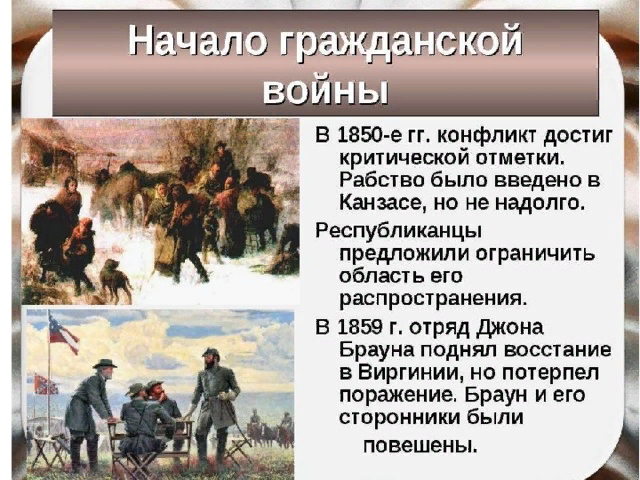 Начало гражданской
войны
В 1850-е гг. конфликт достиг
критической отметки.
Рабство было введено в
Канзасе, но не надолго.
Республиканцы
предложили ограничить
область его
распространения.
В 1859 г. отряд Джона
Брауна поднял восстание
в Виргинии, но потерпел
поражение. Браун и его
сторонники были
повешены.